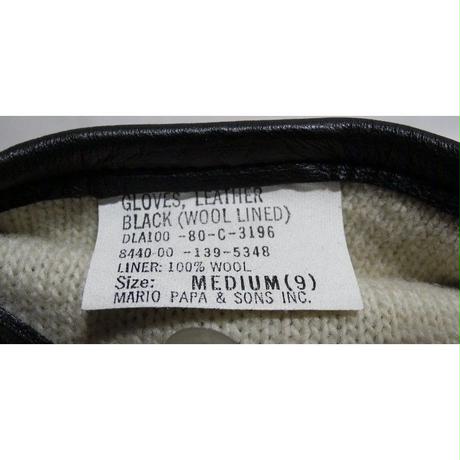 GLOVES, LEATHER
BLACK (WOOL LINED)
DLA100 -80-C-3196
8440-00 -139-5348
LINER: 100% WOOL
Size: MEDIUM(9)
MARIO PAPA & SONS INC.